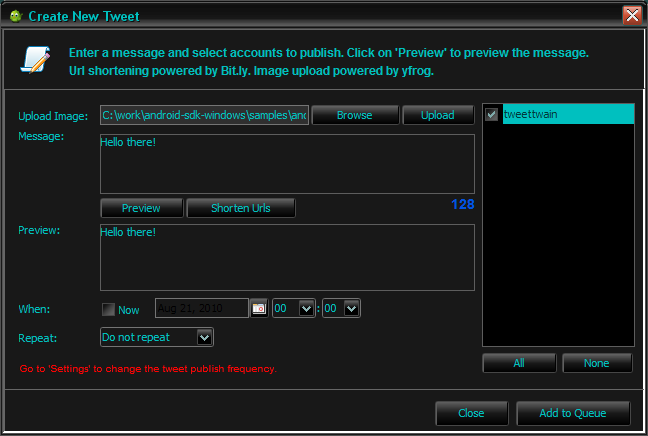 Create New Tweet
Enter a message and select accounts to publish. Click on 'Preview' to preview the message.
Url shortening powered by Bit.ly. Image upload powered by yfrog.
Upload Image: C:\work\android-sdk-windows\samples\and Browse Upload
tweettwain
Message:
Hello there!
Preview Shorten Urls 128
Preview:
Hello there!
When: Now Aug 21, 2010 00 : 00
Repeat: Do not repeat
Go to 'Settings' to change the tweet publish frequency.
All None
Close Add to Queue